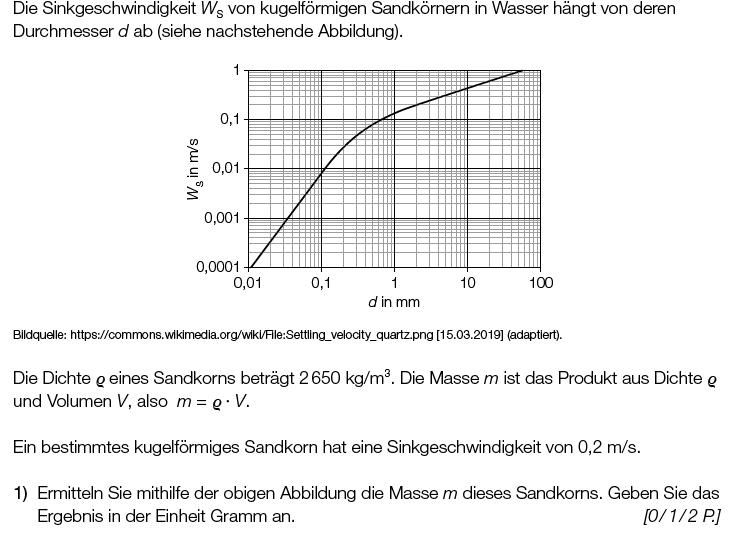 Die Sinkgeschwindigkeit Wₛ von kugelförmigen Sandkörnern in Wasser hängt von deren
Durchmesser d ab (siehe nachstehende Abbildung).
1
0,1
0,01
0,001
0,0001
Wₛ in m/s
0,01 0,1 1 10 100
d in mm
Bildquelle: https://commons.wikimedia.org/wiki/File:Settling_velocity_quartz.png [15.03.2019] (adaptiert).
Die Dichte ϱ eines Sandkorns beträgt 2 650 kg/m³. Die Masse m ist das Produkt aus Dichte ϱ
und Volumen V, also m = ϱ · V.
Ein bestimmtes kugelförmiges Sandkorn hat eine Sinkgeschwindigkeit von 0,2 m/s.
1) Ermitteln Sie mithilfe der obigen Abbildung die Masse m dieses Sandkorns. Geben Sie das
Ergebnis in der Einheit Gramm an. [0/1/2 P.]